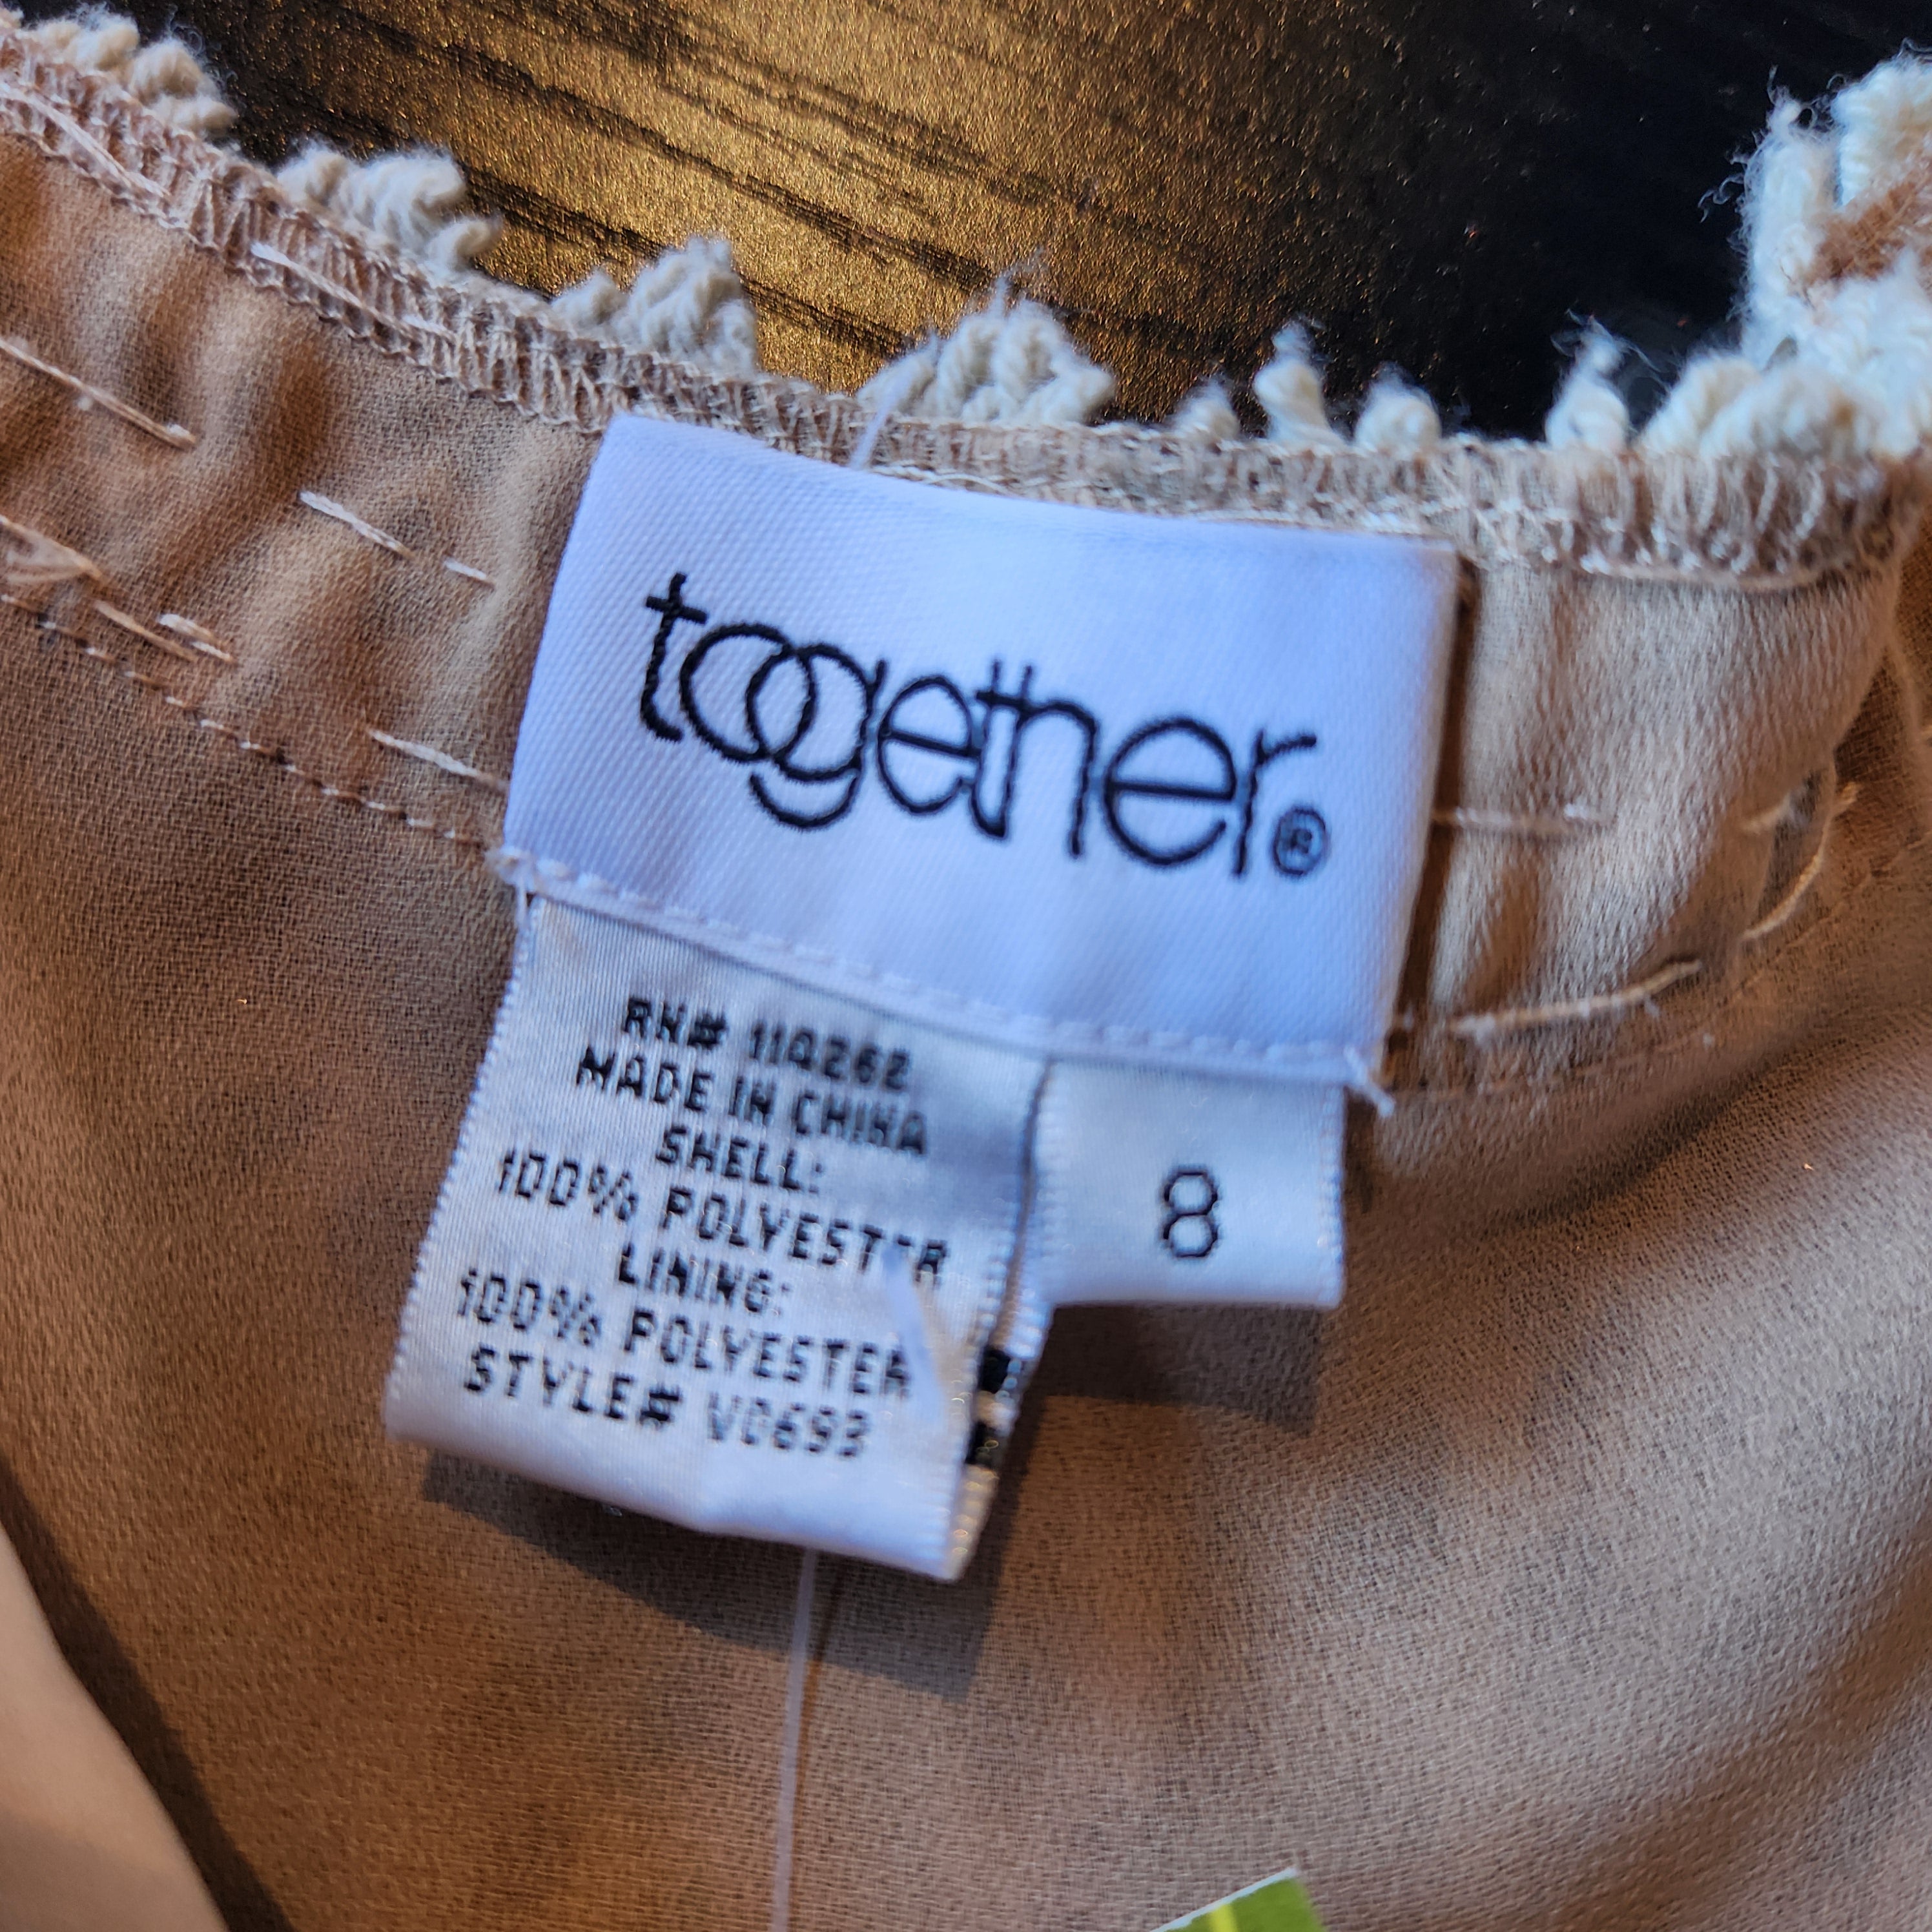 together®
RN# 110262
MADE IN CHINA
SHELL:
100% POLYESTER
LINING:
100% POLYESTER
STYLE# V0693
8